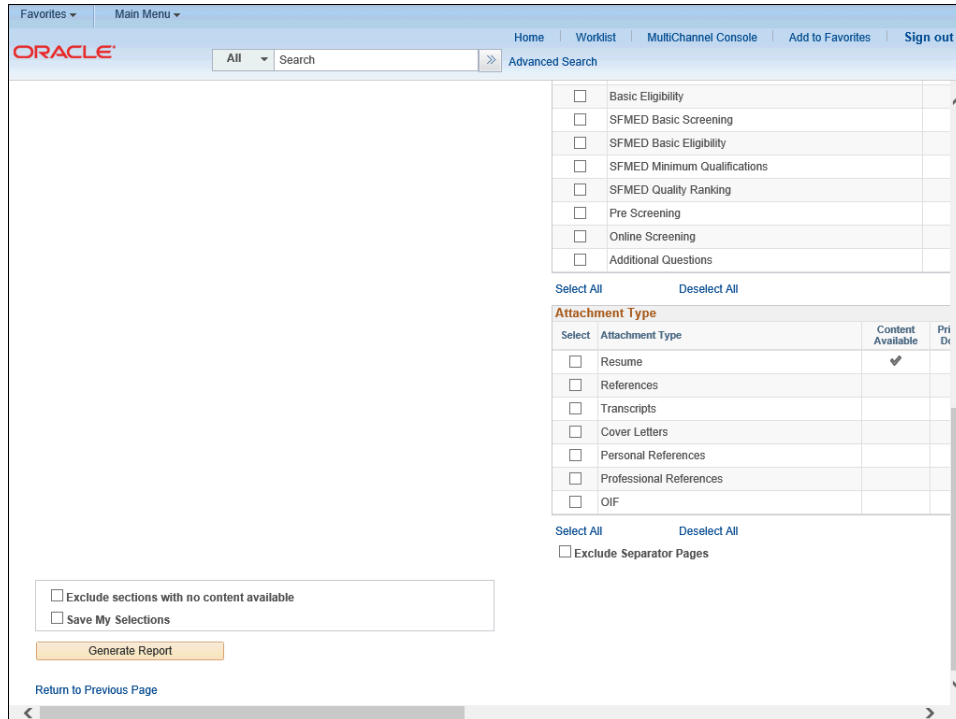 Favorites Main Menu
Home Worklist MultiChannel Console Add to Favorites Sign out
ORACLE All Search Advanced Search
Basic Eligibility
SFMED Basic Screening
SFMED Basic Eligibility
SFMED Minimum Qualifications
SFMED Quality Ranking
Pre Screening
Online Screening
Additional Questions
Select All Deselect All
Attachment Type
Select Attachment Type Content Available
Resume
References
Transcripts
Cover Letters
Personal References
Professional References
OIF
Select All Deselect All
Exclude Separator Pages
Exclude sections with no content available
Save My Selections
Generate Report
Return to Previous Page